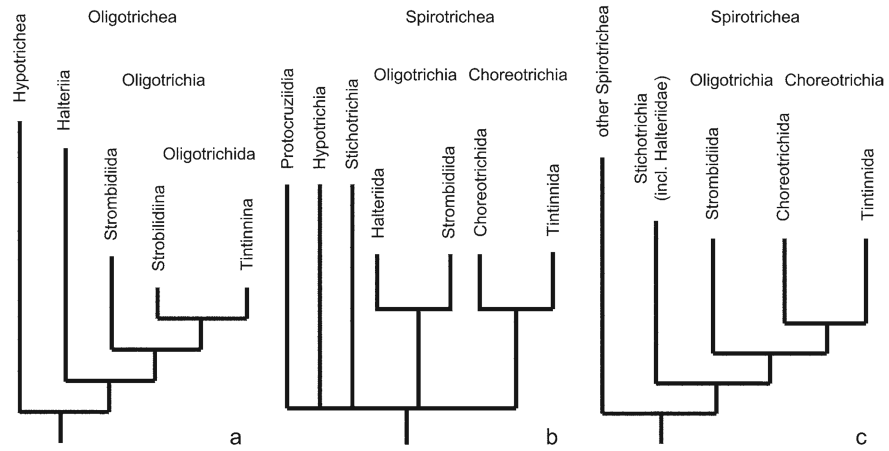 Oligotrichea
Hypotrichea
Halteriia
Oligotrichia
Oligotrichida
Strombidiida
Strobilidiina
Tintinnina
a
Spirotrichea
Oligotrichia
Choreotrichia
Protocruziidia
Hypotrichia
Stichotrichia
Halteriida
Strombidiida
Choreotrichida
Tintinnida
b
Spirotrichea
other Spirotrichea
Oligotrichia
Choreotrichia
Stichotrichia
(incl. Halteriidae)
Strombidiida
Choreotrichida
Tintinnida
c